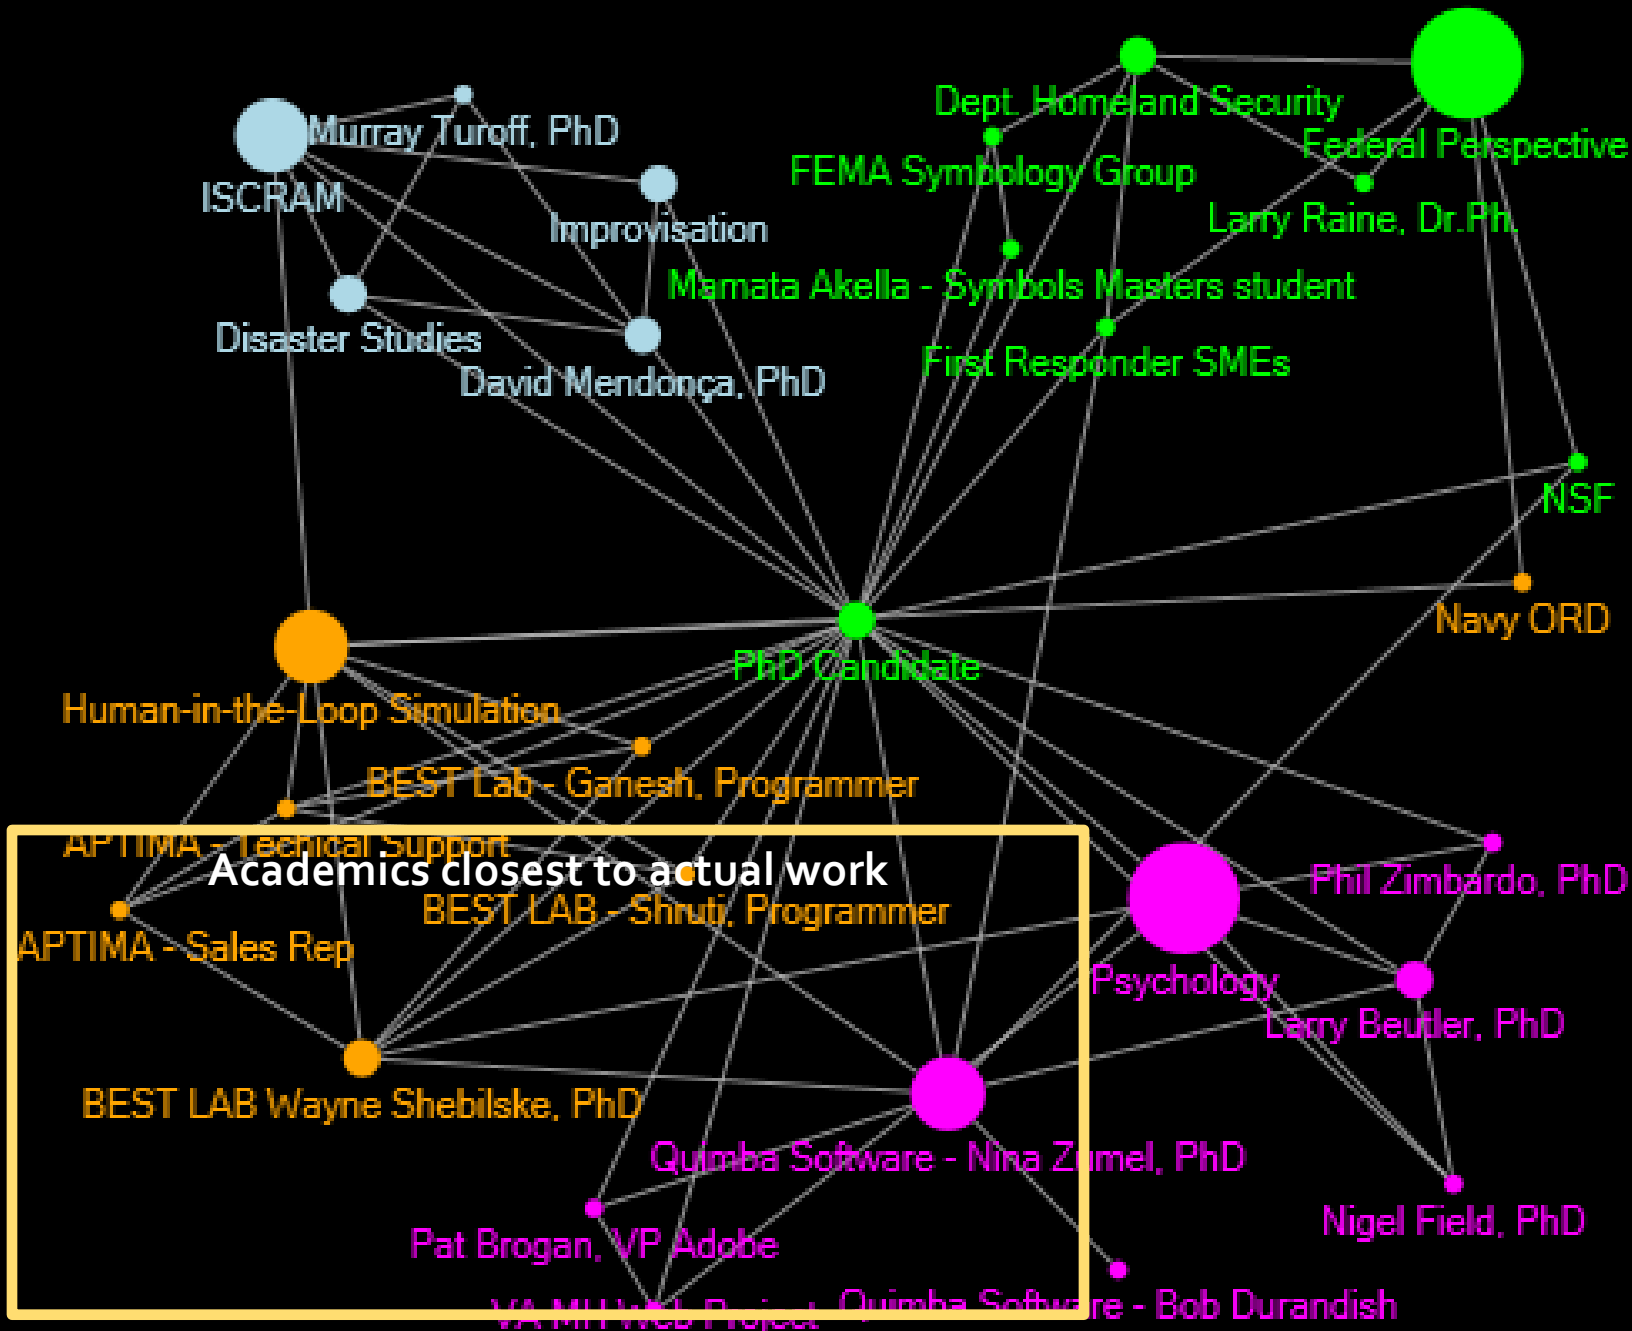 Dept. Homeland Security
Murray Turoff, PhD
Federal Perspective
FEMA Symbology Group
ISCRAM
Larry Raine, Dr.Ph.
Improvisation
Mamata Akella - Symbols Masters student
Disaster Studies
First Responder SMEs
David Mendonça, PhD
NSF
Navy ORD
PhD Candidate
Human-in-the-Loop Simulation
BEST Lab - Ganesh, Programmer
APTIMA - Techical Support
Academics closest to actual work
Phil Zimbardo, PhD
BEST LAB - Shruti, Programmer
APTIMA - Sales Rep
Psychology
Larry Beutler, PhD
BEST LAB Wayne Shebilske, PhD
Quimba Software - Nina Zumel, PhD
Nigel Field, PhD
Pat Brogan, VP Adobe
Quimba Software - Bob Durandish
VA MH Web Project